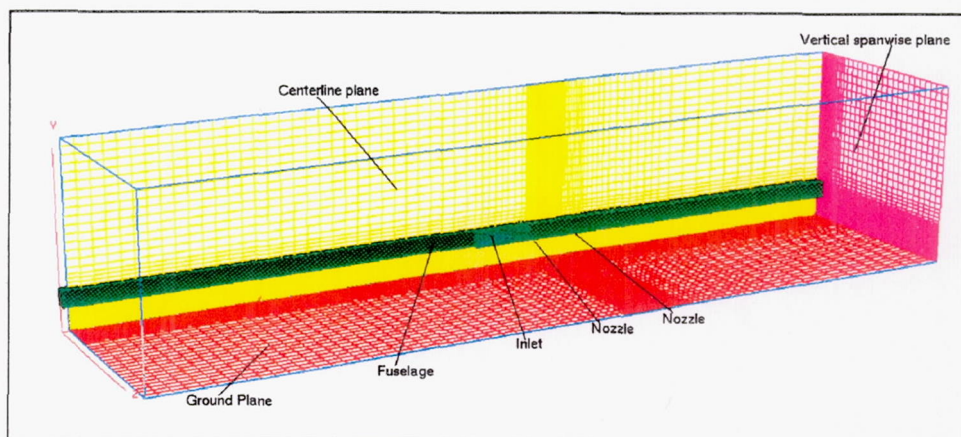 Vertical spanwise plane
Centerline plane
Y
Nozzle
Nozzle
Inlet
Fuselage
Z
Ground Plane